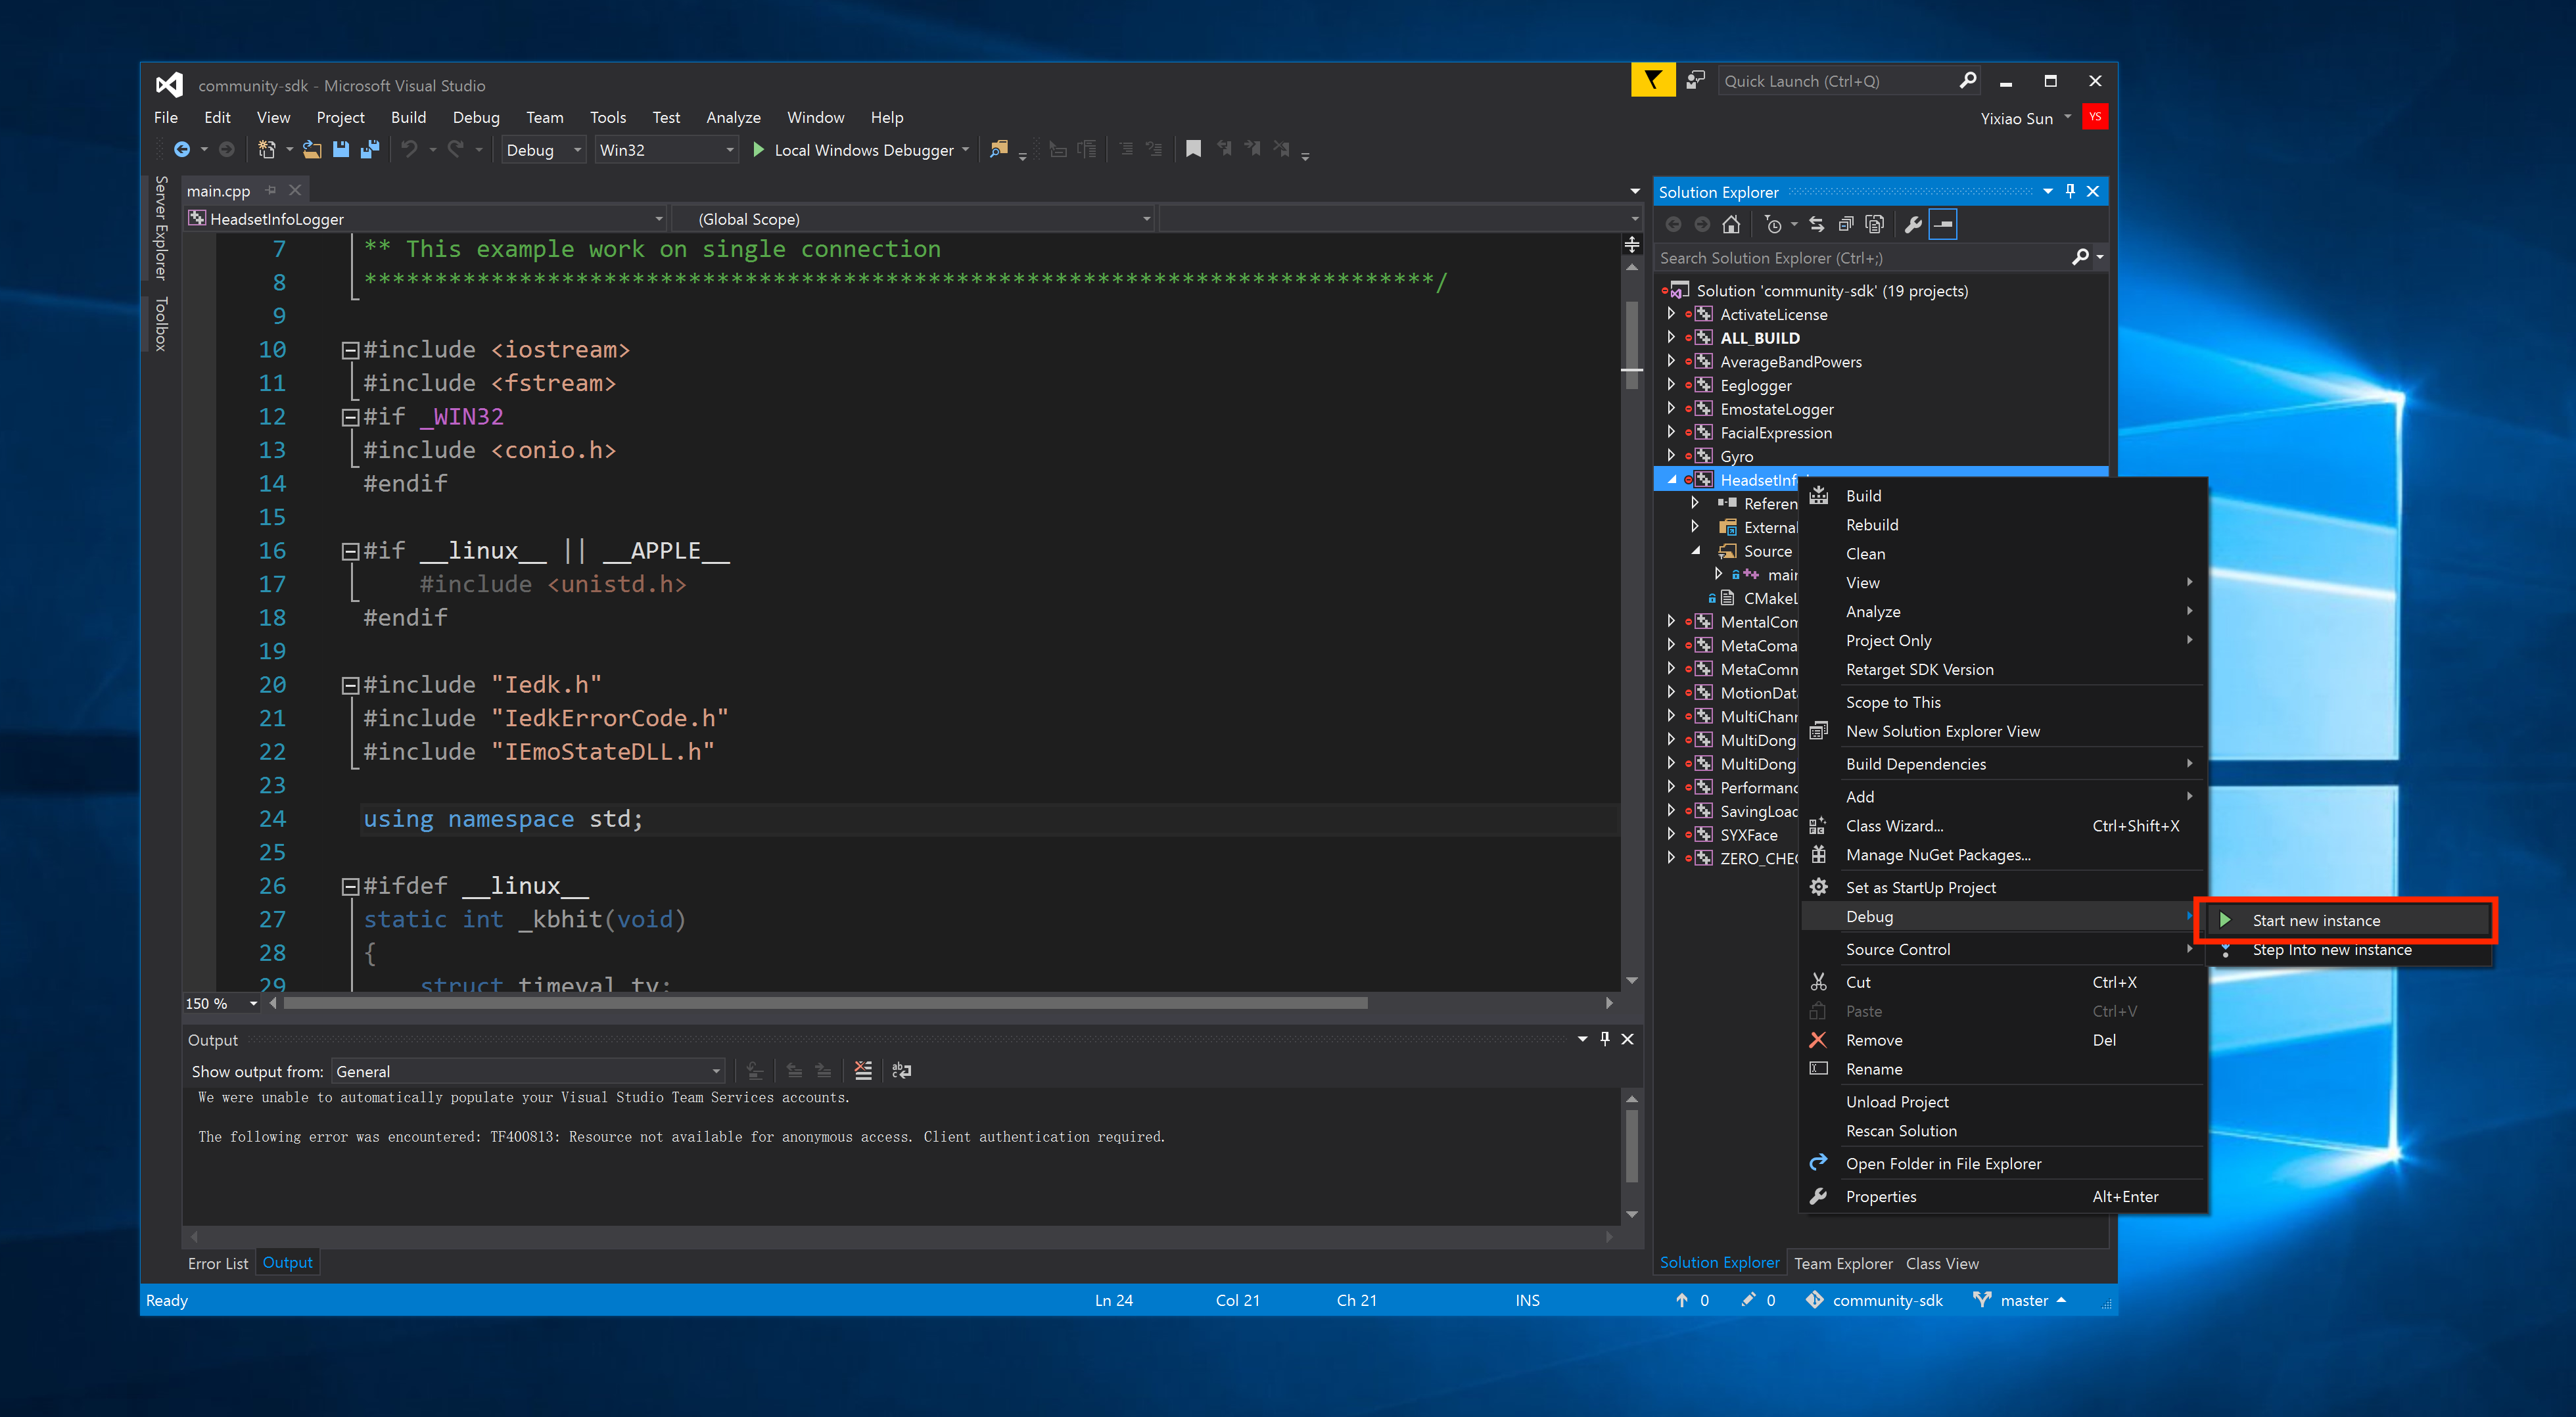 community-sdk - Microsoft Visual Studio
Quick Launch (Ctrl+Q)
File Edit View Project Build Debug Team Tools Test Analyze Window Help
Yixiao Sun YS
Debug Win32 Local Windows Debugger
Server Explorer
Toolbox
main.cpp
HeadsetInfoLogger (Global Scope)
7 ** This example work on single connection
8 ****************************************************************************/
9
10 #include <iostream>
11 #include <fstream>
12 #if _WIN32
13 #include <conio.h>
14 #endif
15
16 #if __linux__ || __APPLE__
17 #include <unistd.h>
18 #endif
19
20 #include "Iedk.h"
21 #include "IedkErrorCode.h"
22 #include "IEmoStateDLL.h"
23
24 using namespace std;
25
26 #ifdef __linux__
27 static int _kbhit(void)
28 {
29 struct timeval tv;
150 %
Output
Show output from: General
We were unable to automatically populate your Visual Studio Team Services accounts.
The following error was encountered: TF400813: Resource not available for anonymous access. Client authentication required.
Error List Output
Solution Explorer
Search Solution Explorer (Ctrl+;)
Solution 'community-sdk' (19 projects)
ActivateLicense
ALL_BUILD
AverageBandPowers
Eeglogger
EmostateLogger
FacialExpression
Gyro
HeadsetInf
Referen
External
Source
main
CMakeL
MentalCom
MetaComa
MetaComm
MotionData
MultiChann
MultiDong
MultiDong
Performanc
SavingLoad
SYXFace
ZERO_CHEC
Build
Rebuild
Clean
View
Analyze
Project Only
Retarget SDK Version
Scope to This
New Solution Explorer View
Build Dependencies
Add
Class Wizard... Ctrl+Shift+X
Manage NuGet Packages...
Set as StartUp Project
Debug
Source Control
Cut Ctrl+X
Paste Ctrl+V
Remove Del
Rename
Unload Project
Rescan Solution
Open Folder in File Explorer
Properties Alt+Enter
Start new instance
Step Into new instance
Solution Explorer Team Explorer Class View
Ready Ln 24 Col 21 Ch 21 INS 0 0 community-sdk master